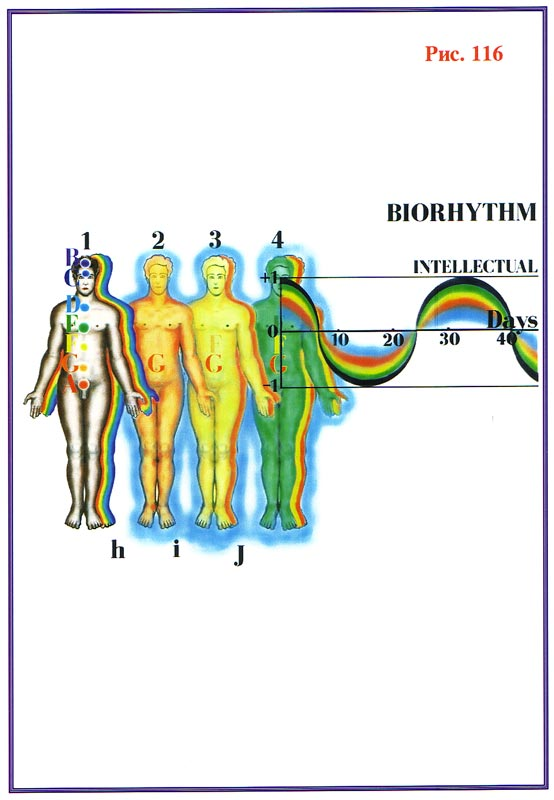 Рис. 116
BIORHYTHM
1 2 3 4
INTELLECTUAL
B
C
D
E
F
G
A
G
F
G
F
G
+1
0
-1
Days
10 20 30 40
h i J